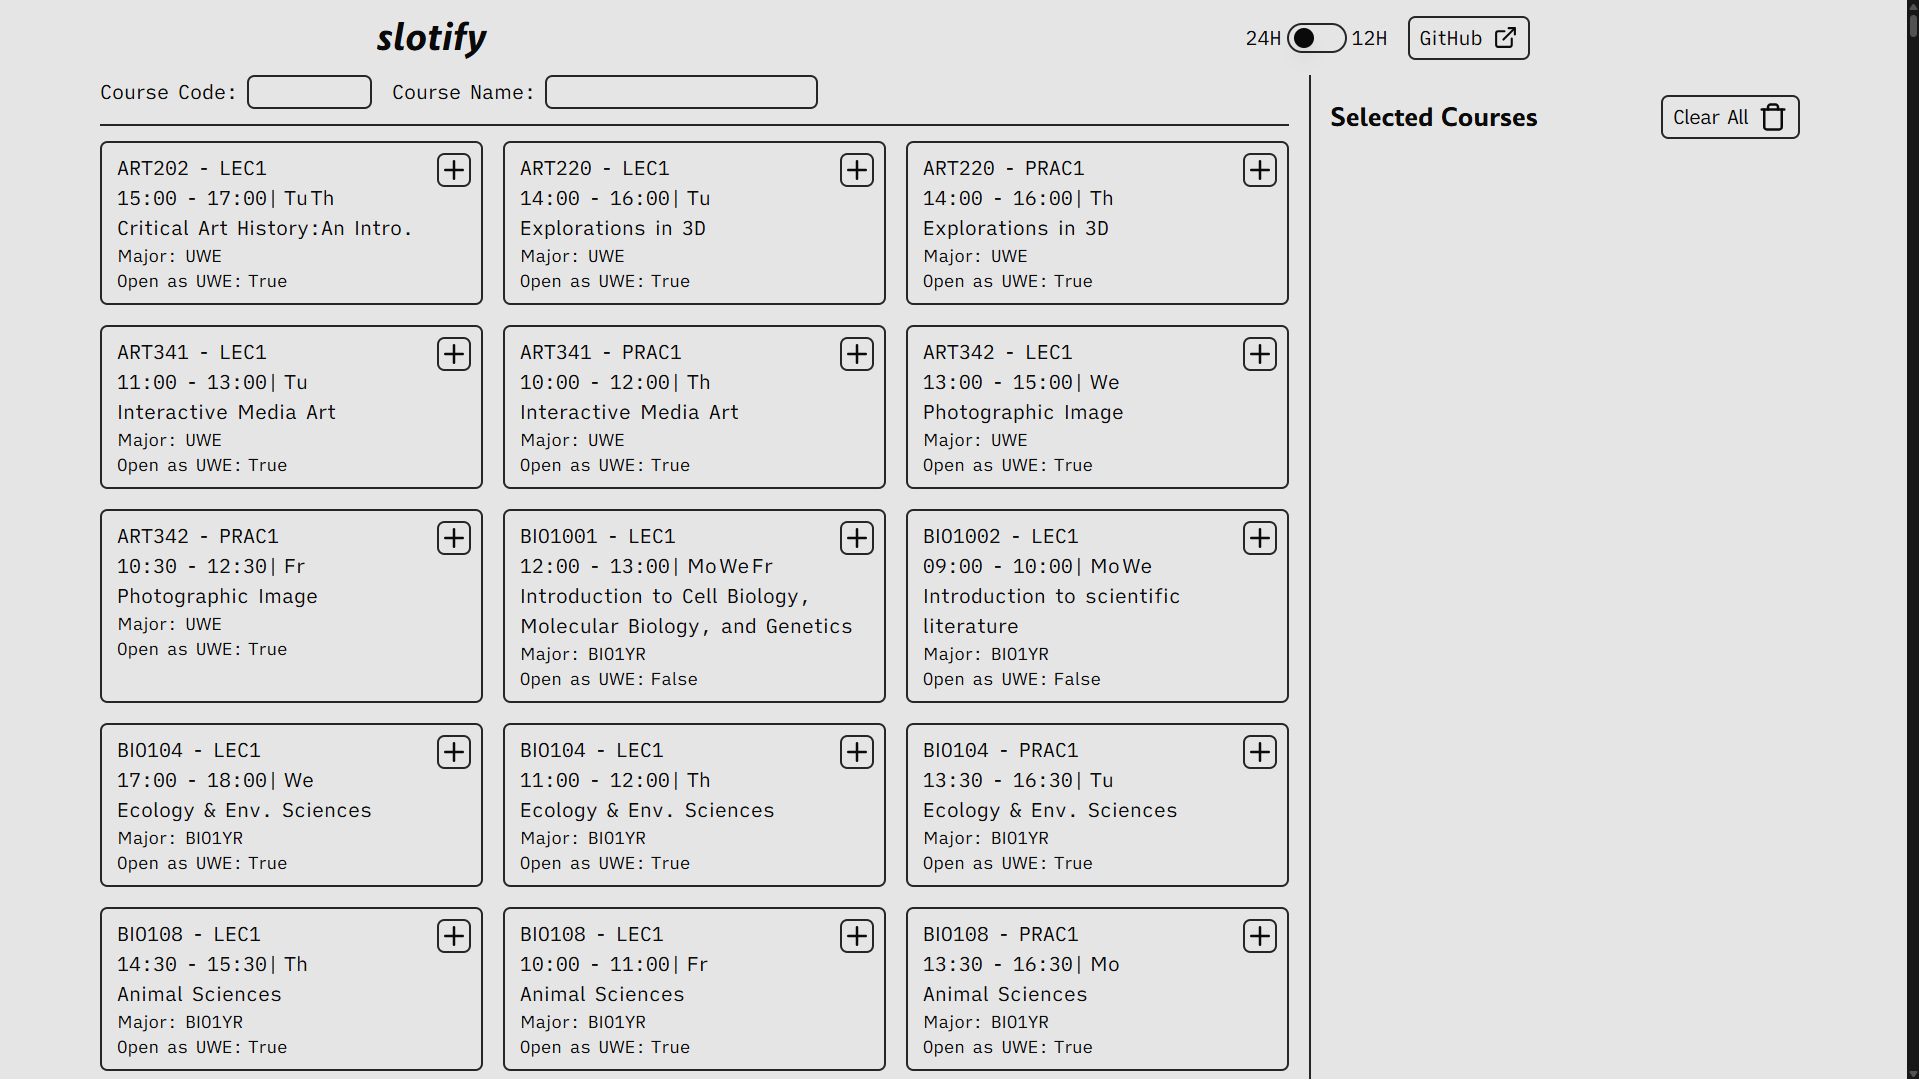 slotify
24H 12H GitHub
Course Code: Course Name:
Selected Courses
Clear All
ART202 - LEC1
15:00 - 17:00| TuTh
Critical Art History:An Intro.
Major: UWE
Open as UWE: True
ART220 - LEC1
14:00 - 16:00| Tu
Explorations in 3D
Major: UWE
Open as UWE: True
ART220 - PRAC1
14:00 - 16:00| Th
Explorations in 3D
Major: UWE
Open as UWE: True
ART341 - LEC1
11:00 - 13:00| Tu
Interactive Media Art
Major: UWE
Open as UWE: True
ART341 - PRAC1
10:00 - 12:00| Th
Interactive Media Art
Major: UWE
Open as UWE: True
ART342 - LEC1
13:00 - 15:00| We
Photographic Image
Major: UWE
Open as UWE: True
ART342 - PRAC1
10:30 - 12:30| Fr
Photographic Image
Major: UWE
Open as UWE: True
BIO1001 - LEC1
12:00 - 13:00| MoWeFr
Introduction to Cell Biology,
Molecular Biology, and Genetics
Major: BIO1YR
Open as UWE: False
BIO1002 - LEC1
09:00 - 10:00| MoWe
Introduction to scientific
literature
Major: BIO1YR
Open as UWE: False
BIO104 - LEC1
17:00 - 18:00| We
Ecology & Env. Sciences
Major: BIO1YR
Open as UWE: True
BIO104 - LEC1
11:00 - 12:00| Th
Ecology & Env. Sciences
Major: BIO1YR
Open as UWE: True
BIO104 - PRAC1
13:30 - 16:30| Tu
Ecology & Env. Sciences
Major: BIO1YR
Open as UWE: True
BIO108 - LEC1
14:30 - 15:30| Th
Animal Sciences
Major: BIO1YR
Open as UWE: True
BIO108 - LEC1
10:00 - 11:00| Fr
Animal Sciences
Major: BIO1YR
Open as UWE: True
BIO108 - PRAC1
13:30 - 16:30| Mo
Animal Sciences
Major: BIO1YR
Open as UWE: True